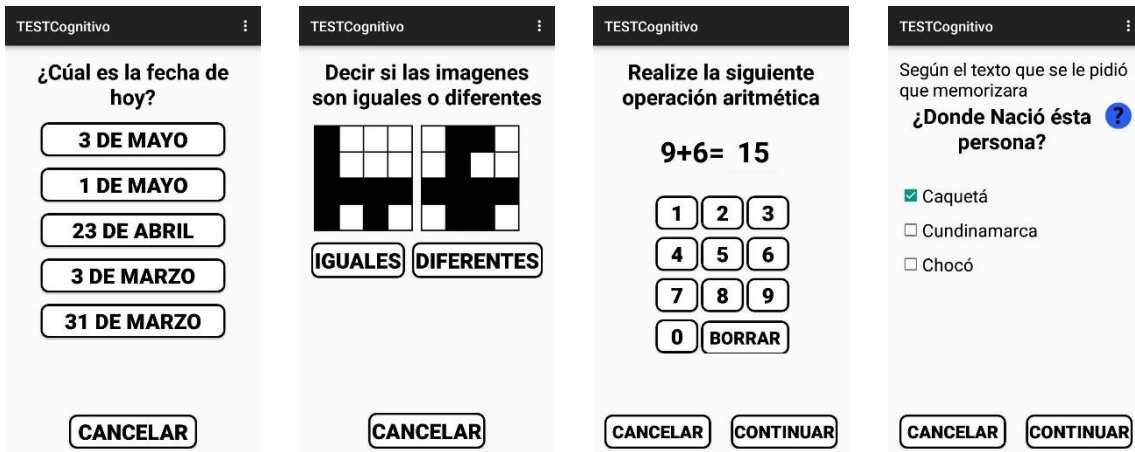 TESTCognitivo
¿Cúal es la fecha de
hoy?
3 DE MAYO
1 DE MAYO
23 DE ABRIL
3 DE MARZO
31 DE MARZO
CANCELAR
TESTCognitivo
Decir si las imagenes
son iguales o diferentes
IGUALES DIFERENTES
CANCELAR
TESTCognitivo
Realize la siguiente
operación aritmética
9+6= 15
1 2 3
4 5 6
7 8 9
0 BORRAR
CANCELAR CONTINUAR
TESTCognitivo
Según el texto que se le pidió
que memorizara
¿Donde Nació ésta ?
persona?
Caquetá
Cundinamarca
Chocó
CANCELAR CONTINUAR